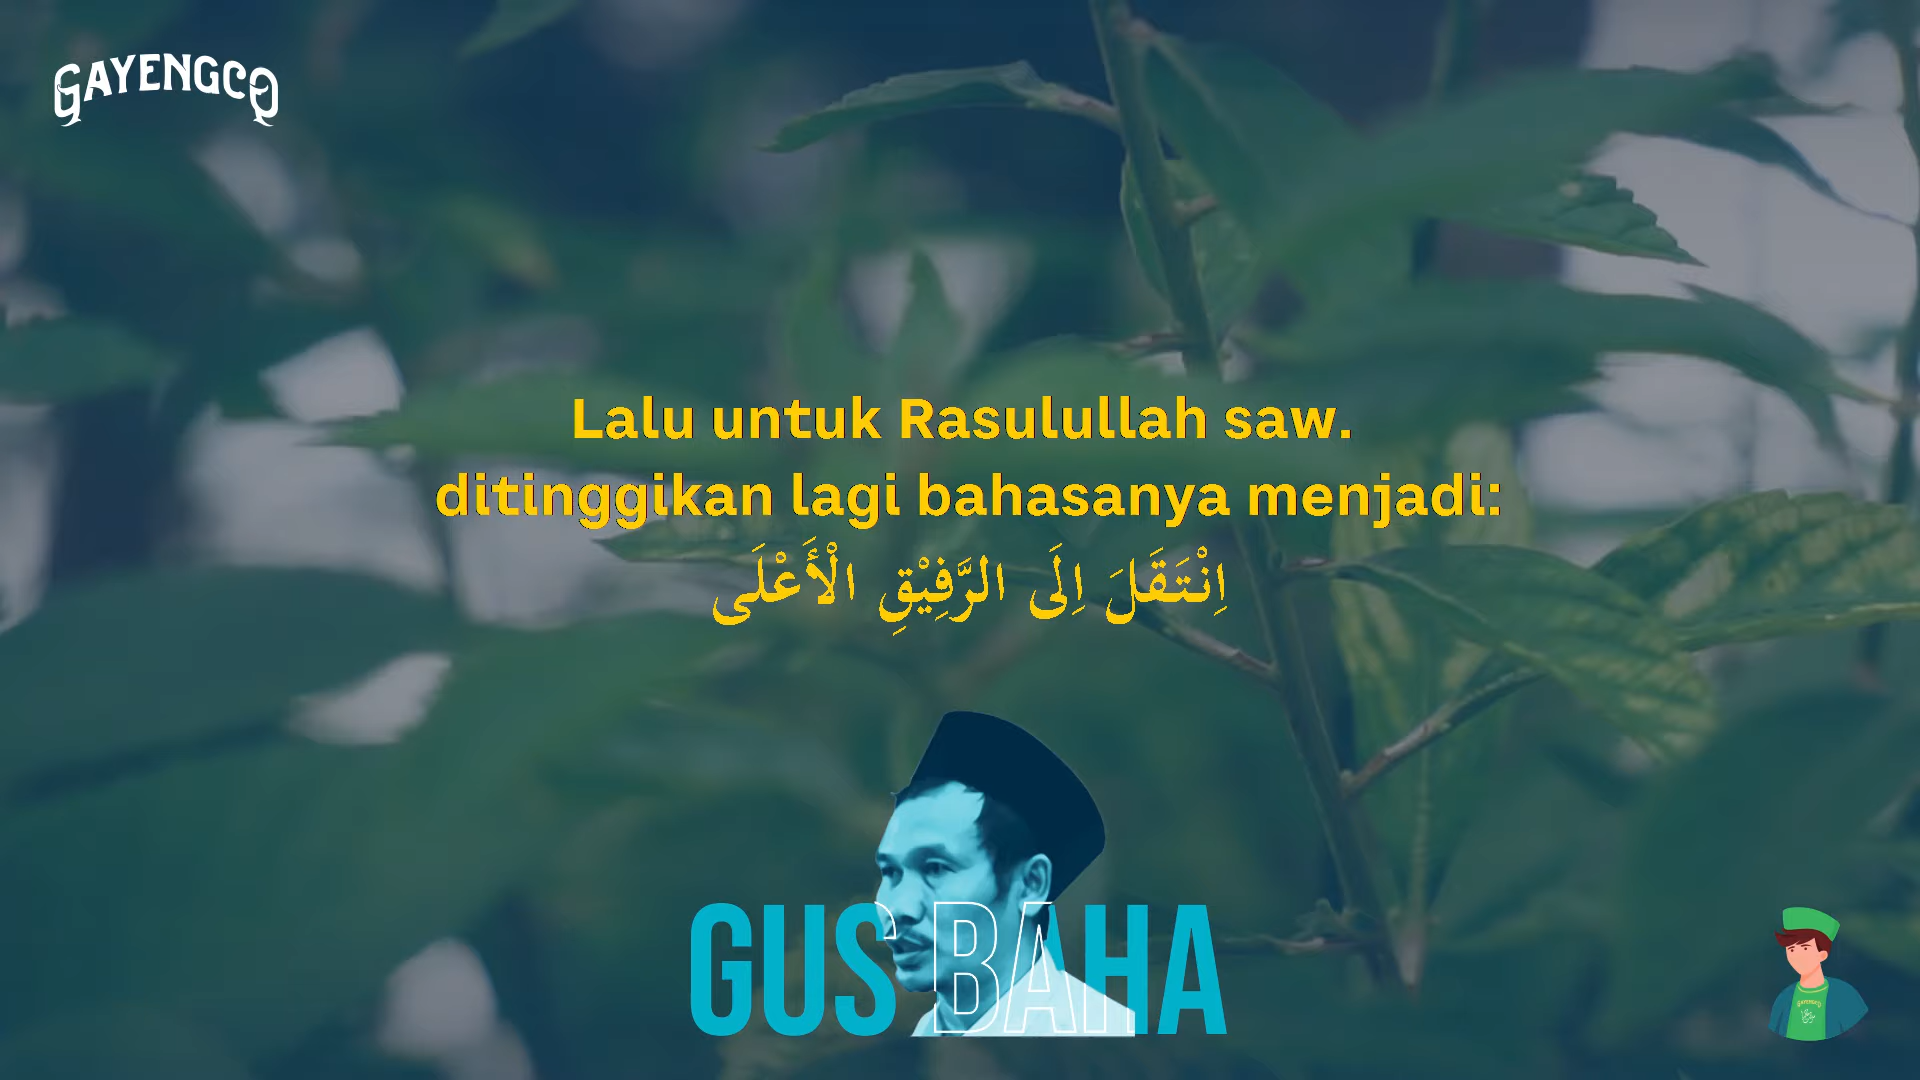 GAYENGCO
Lalu untuk Rasulullah saw.
ditinggikan lagi bahasanya menjadi:
اِنْتَقَلَ اِلَى الرَّفِيْقِ الْأَعْلَى
GUS BAHA